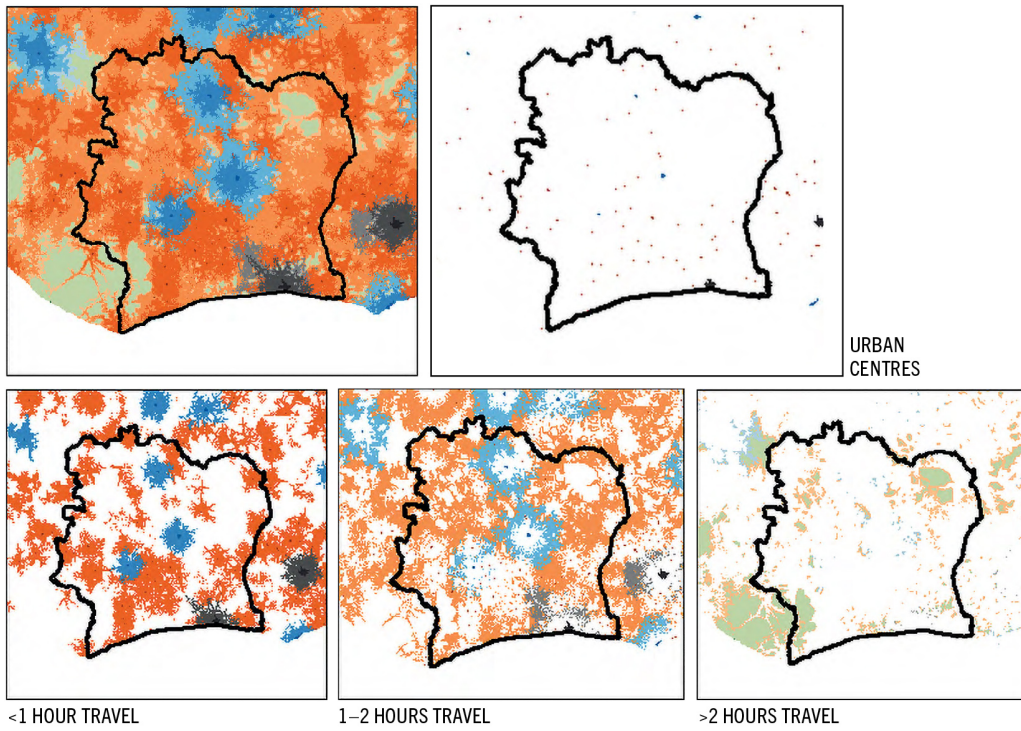 URBAN
CENTRES
<1 HOUR TRAVEL
1–2 HOURS TRAVEL
>2 HOURS TRAVEL